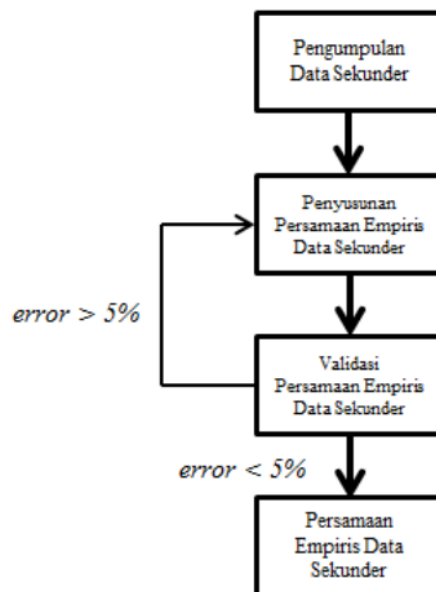 Pengumpulan
Data Sekunder
Penyusunan
Persamaan Empiris
Data Sekunder
error > 5%
Validasi
Persamaan Empiris
Data Sekunder
error < 5%
Persamaan
Empiris Data
Sekunder